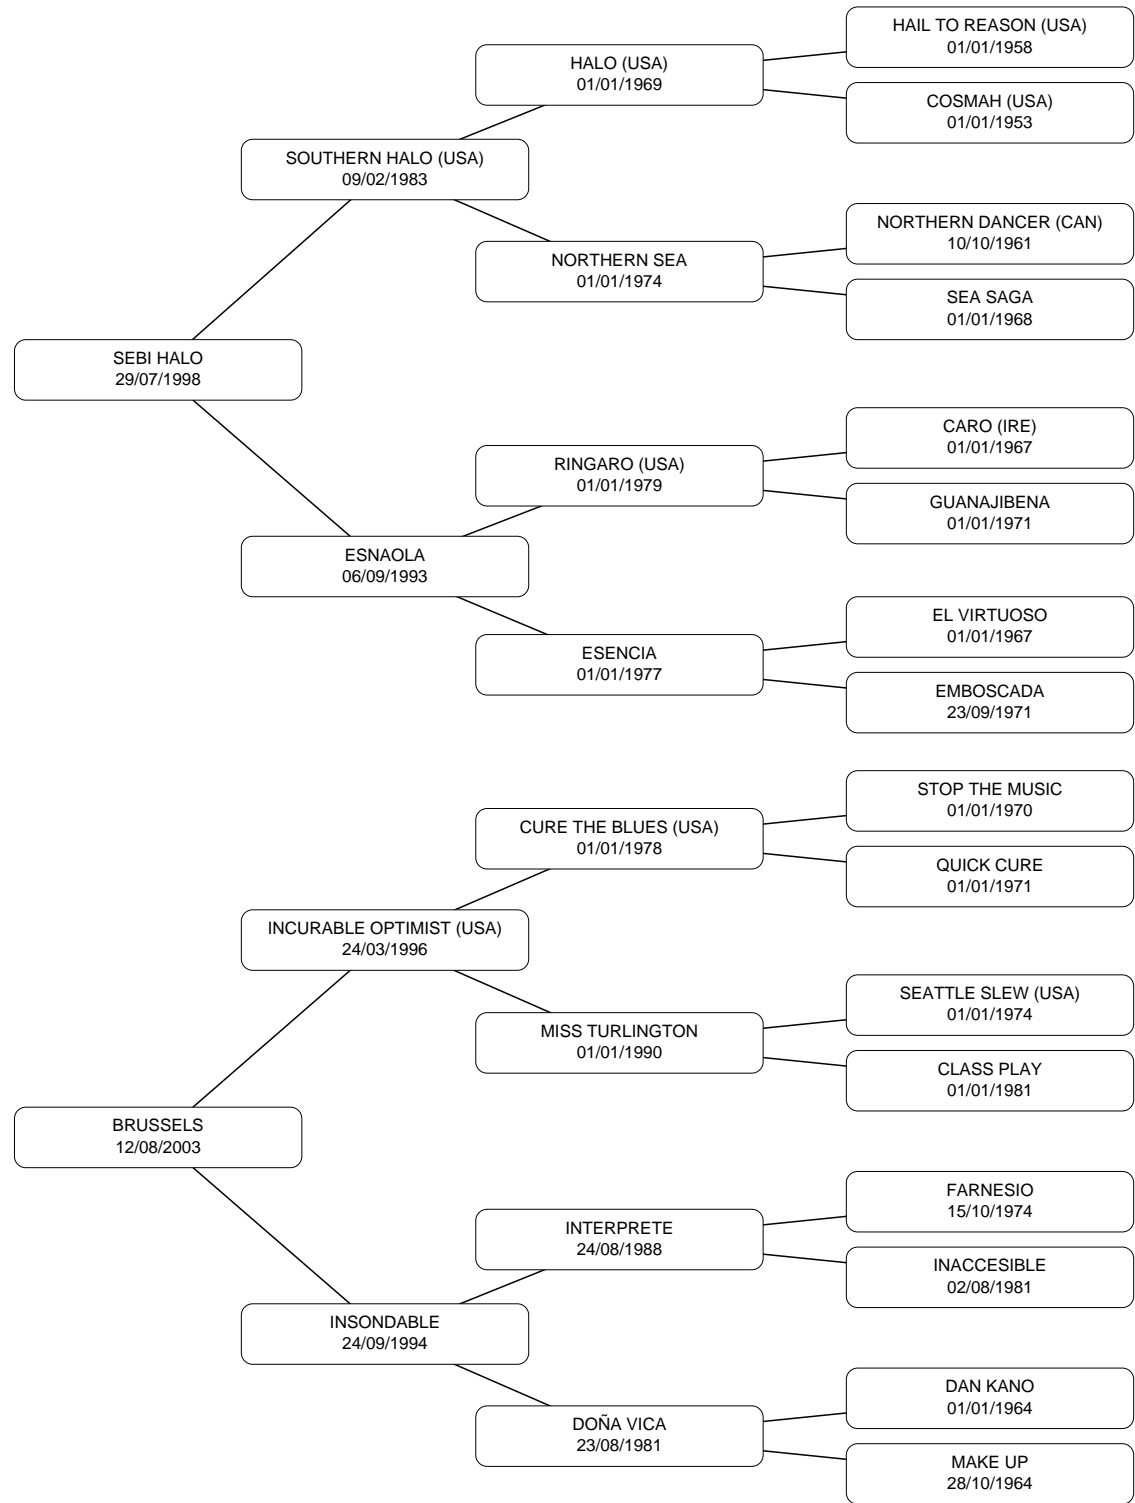 HAIL TO REASON (USA)
01/01/1958
HALO (USA)
01/01/1969
COSMAH (USA)
01/01/1953
SOUTHERN HALO (USA)
09/02/1983
NORTHERN DANCER (CAN)
10/10/1961
NORTHERN SEA
01/01/1974
SEA SAGA
01/01/1968
SEBI HALO
29/07/1998
CARO (IRE)
01/01/1967
RINGARO (USA)
01/01/1979
GUANAJIBENA
01/01/1971
ESNAOLA
06/09/1993
EL VIRTUOSO
01/01/1967
ESENCIA
01/01/1977
EMBOSCADA
23/09/1971
STOP THE MUSIC
01/01/1970
CURE THE BLUES (USA)
01/01/1978
QUICK CURE
01/01/1971
INCURABLE OPTIMIST (USA)
24/03/1996
SEATTLE SLEW (USA)
01/01/1974
MISS TURLINGTON
01/01/1990
CLASS PLAY
01/01/1981
BRUSSELS
12/08/2003
FARNESIO
15/10/1974
INTERPRETE
24/08/1988
INACCESIBLE
02/08/1981
INSONDABLE
24/09/1994
DAN KANO
01/01/1964
DOÑA VICA
23/08/1981
MAKE UP
28/10/1964